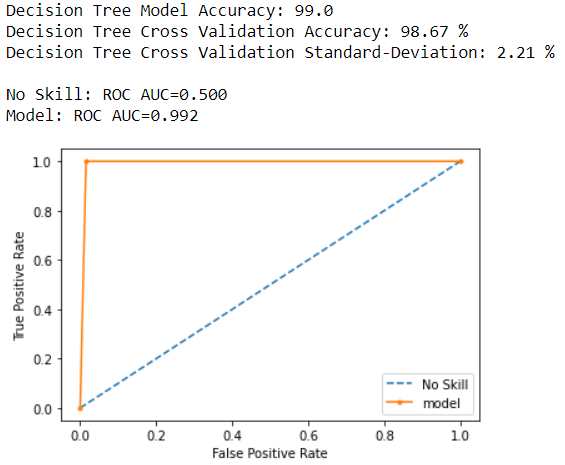 Decision Tree Model Accuracy: 99.0
Decision Tree Cross Validation Accuracy: 98.67 %
Decision Tree Cross Validation Standard-Deviation: 2.21 %
No Skill: ROC AUC=0.500
Model: ROC AUC=0.992
1.0
0.8
0.6
0.4
0.2
0.0
True Positive Rate
No Skill
model
0.0 0.2 0.4 0.6 0.8 1.0
False Positive Rate